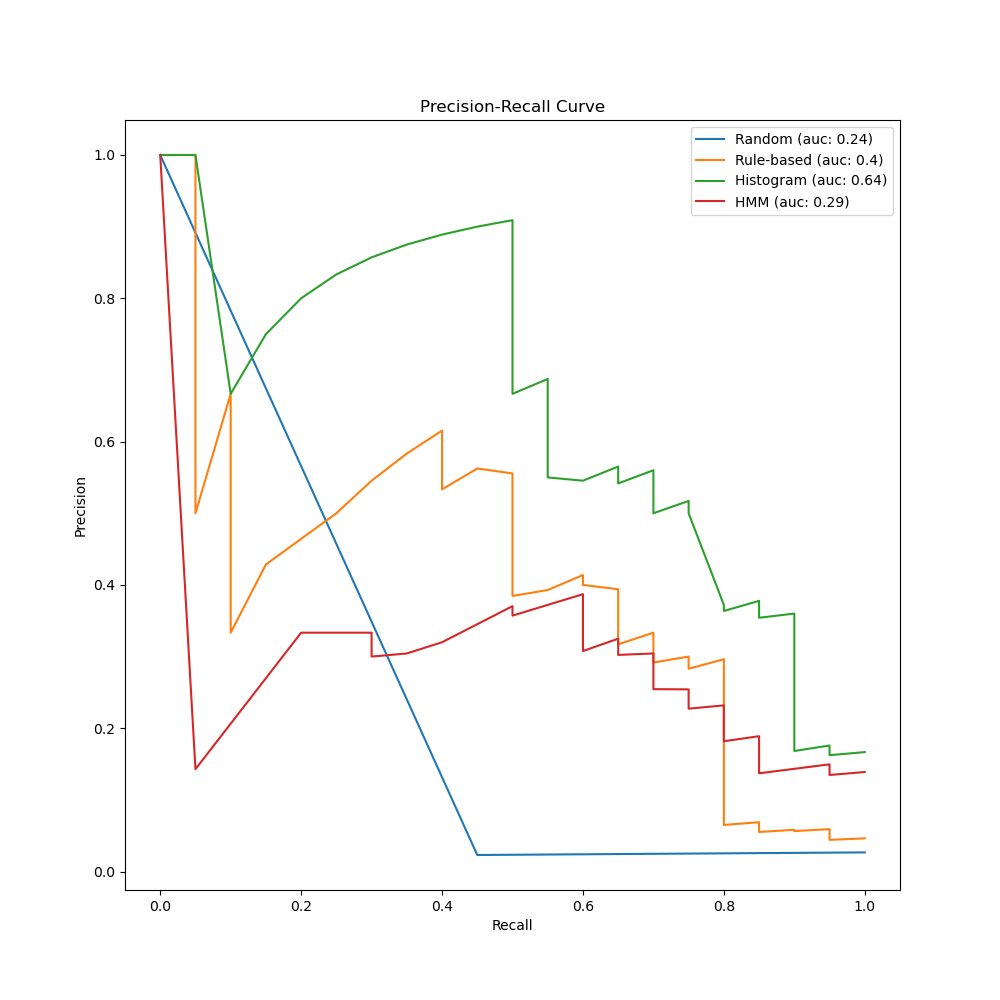 Precision-Recall Curve
Random (auc: 0.24)
Rule-based (auc: 0.4)
Histogram (auc: 0.64)
HMM (auc: 0.29)
Precision
1.0
0.8
0.6
0.4
0.2
0.0
0.0 0.2 0.4 0.6 0.8 1.0
Recall